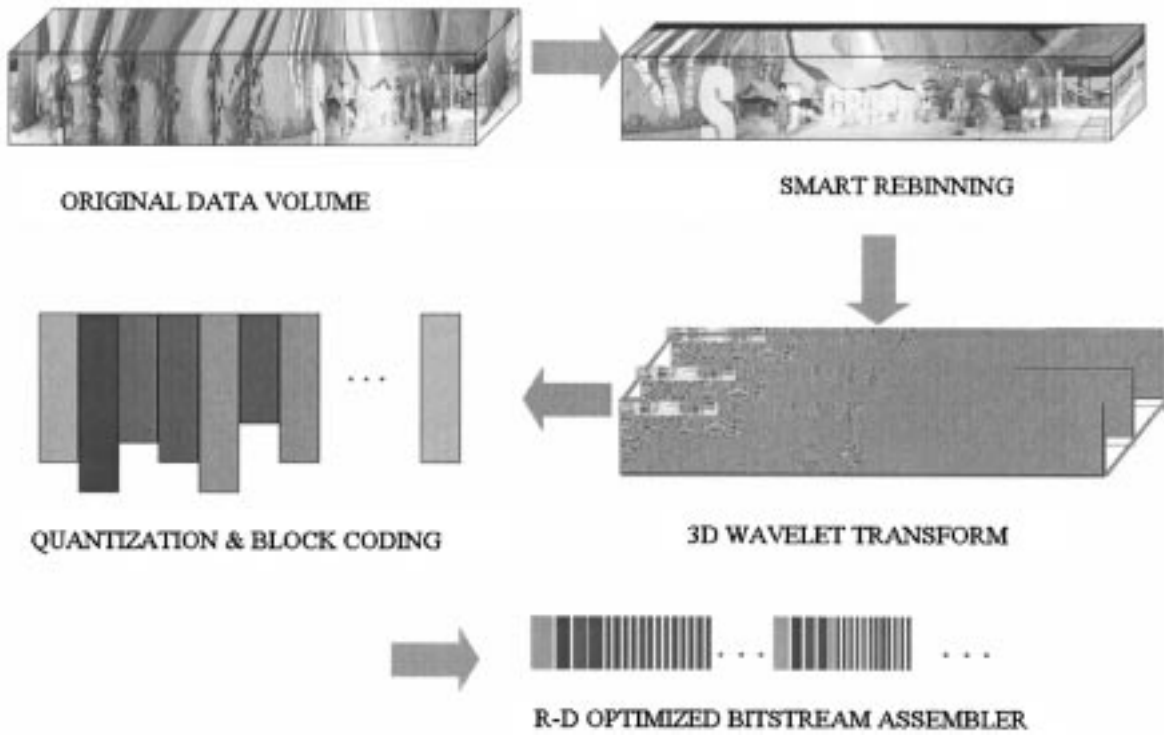 ORIGINAL DATA VOLUME
SMART REBINNING
QUANTIZATION & BLOCK CODING
3D WAVELET TRANSFORM
R-D OPTIMIZED BITSTREAM ASSEMBLER